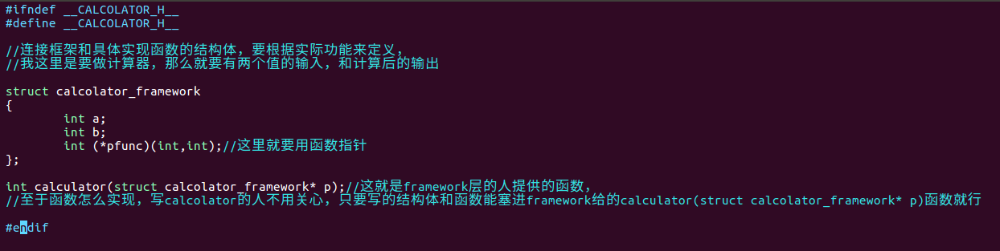 #ifndef __CALCOLATOR_H__
#define __CALCOLATOR_H__
//连接框架和具体实现函数的结构体，要根据实际功能来定义，
//我这里是要做计算器，那么就要有两个值的输入，和计算后的输出
struct calcolator_framework
{
int a;
int b;
int (*pfunc)(int,int);//这里就要用函数指针
};
int calculator(struct calcolator_framework* p);//这就是framework层的人提供的函数，
//至于函数怎么实现，写calcolator的人不用关心，只要写的结构体和函数能塞进framework给的calculator(struct calcolator_framework* p)函数就行
#endif